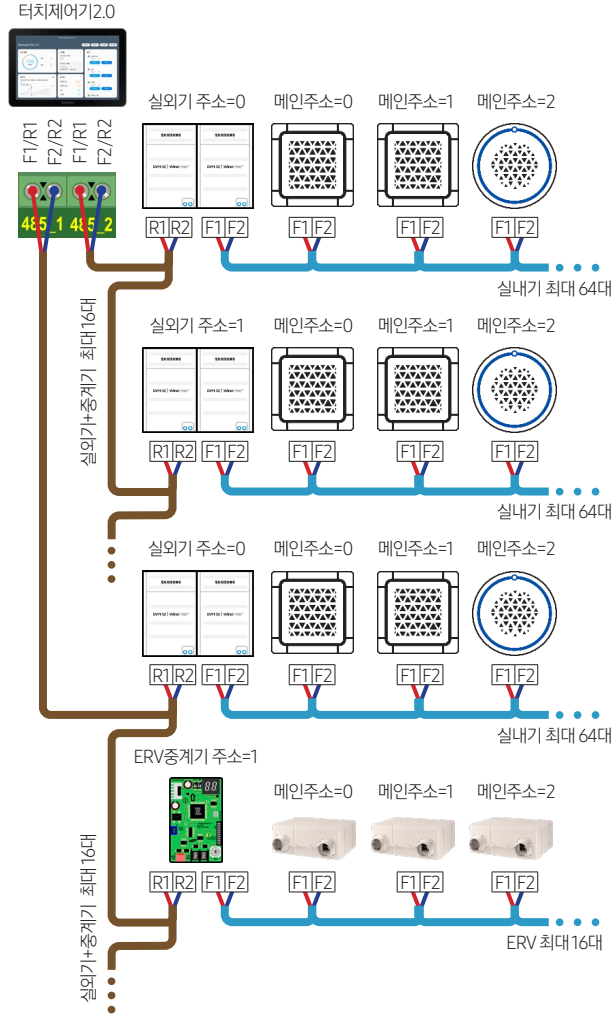 터치제어기2.0
F1/R1
F2/R2
F1/R1
F2/R2
485_1 485_2
실외기 주소=0 메인주소=0 메인주소=1 메인주소=2
SAMSUNG
R1 R2 F1 F2 F1 F2 F1 F2 F1 F2
실내기 최대 64대
실외기+중계기 최대16대
실외기 주소=1 메인주소=0 메인주소=1 메인주소=2
SAMSUNG
R1 R2 F1 F2 F1 F2 F1 F2 F1 F2
실내기 최대 64대
실외기 주소=0 메인주소=0 메인주소=1 메인주소=2
SAMSUNG
R1 R2 F1 F2 F1 F2 F1 F2 F1 F2
실내기 최대 64대
ERV중계기 주소=1
메인주소=0 메인주소=1 메인주소=2
88
R1 R2 F1 F2 F1 F2 F1 F2 F1 F2
ERV 최대16대
실외기+중계기 최대16대